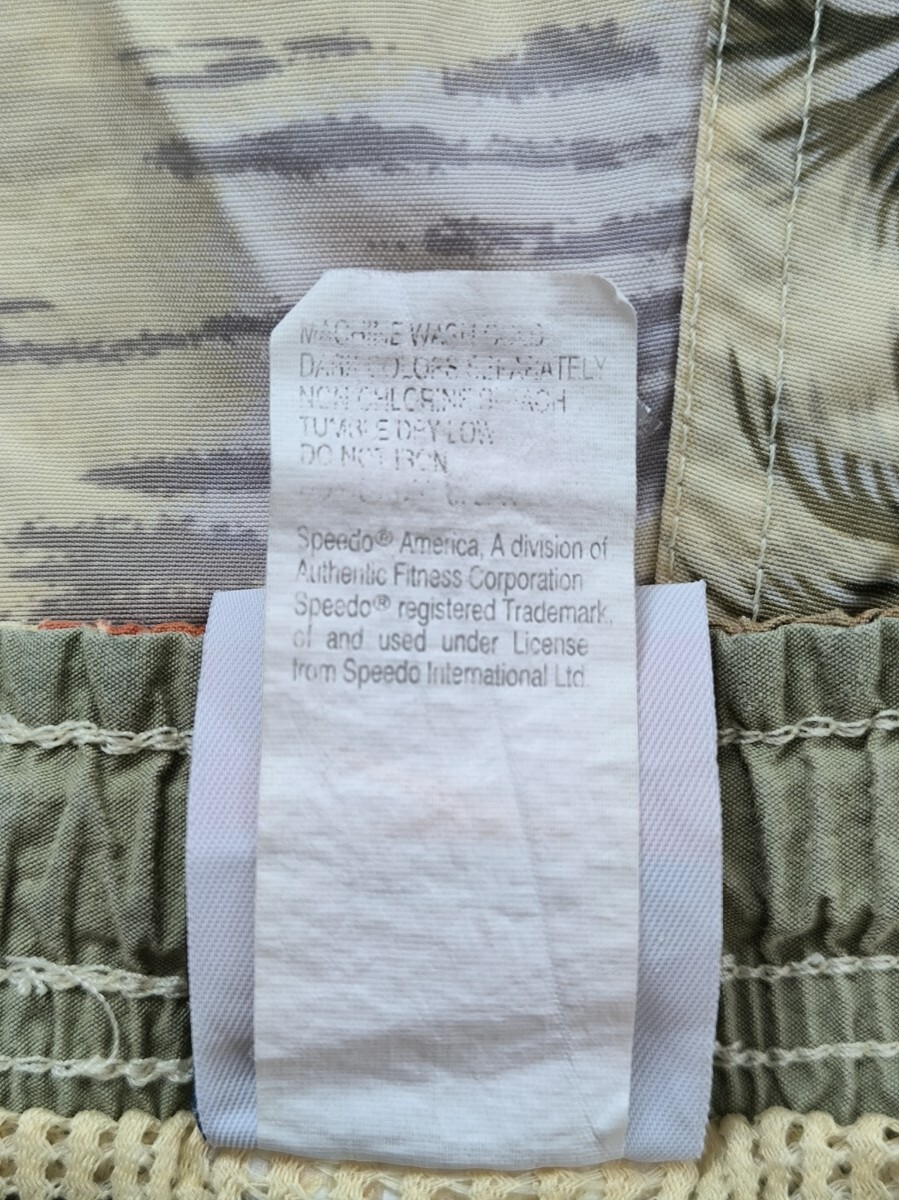 MACHINE WASH COLD
DARK COLORS SEPARATELY
NON CHLORINE BLEACH
TUMBLE DRY LOW
DO NOT IRON
Speedo® America, A division of
Authentic Fitness Corporation
Speedo® registered Trademark,
of and used under License
from Speedo International Ltd.